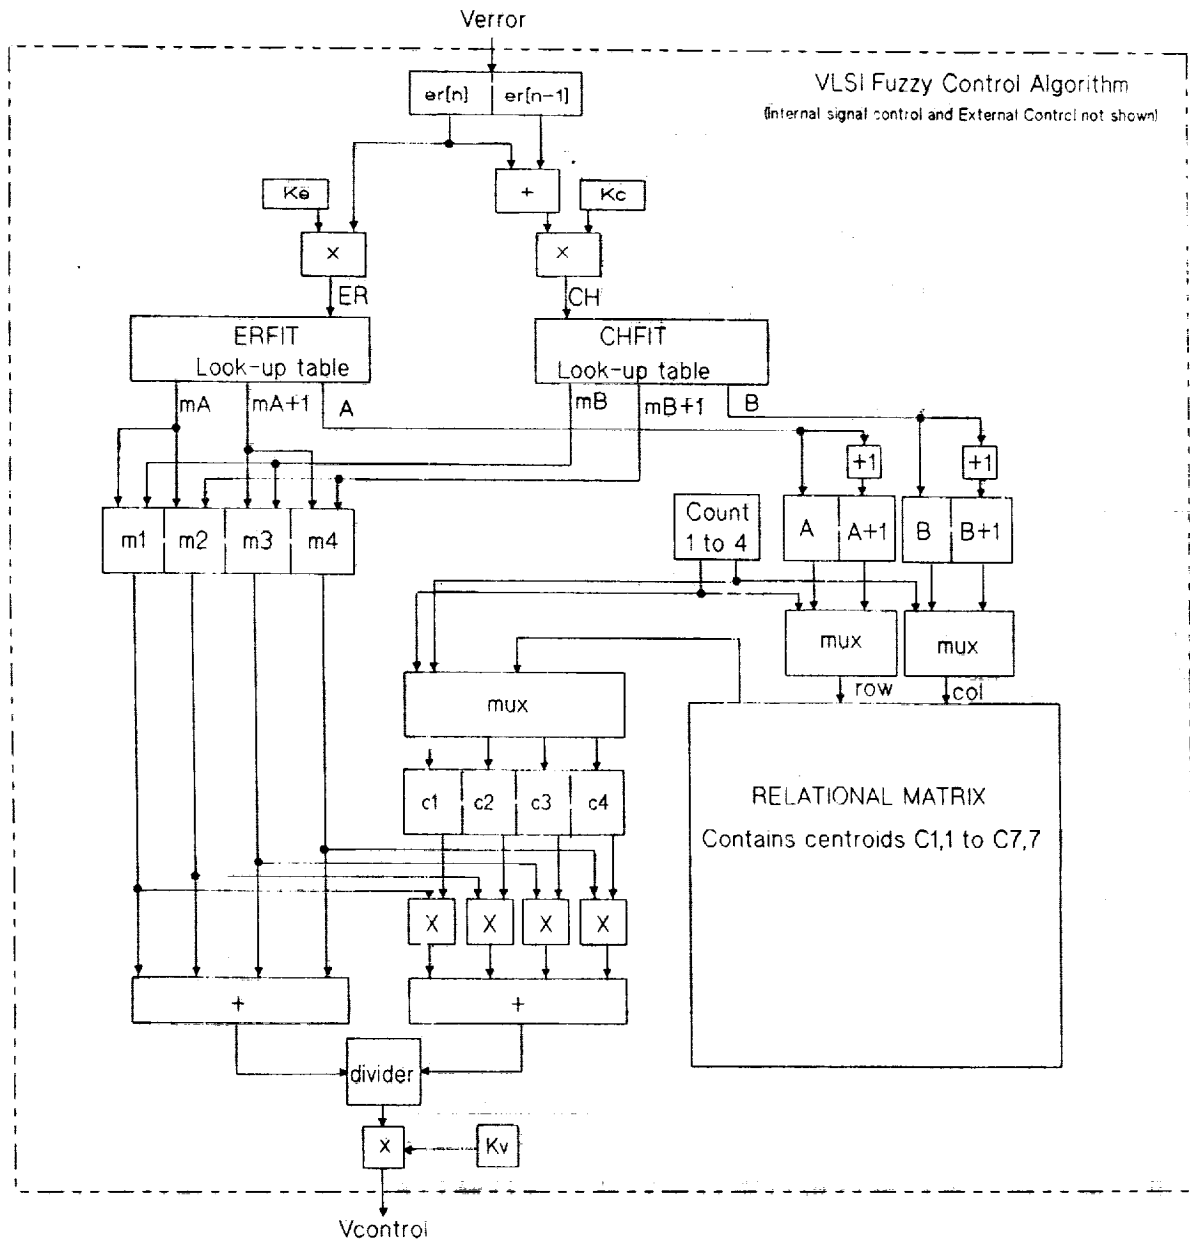 Verror
VLSI Fuzzy Control Algorithm
(Internal signal control and External Control not shown)
er[n] er[n-1]
Ke + Kc
X X
ER CH
ERFIT
Look-up table
CHFIT
Look-up table
mA mA+1 A mB mB+1 B
+1 +1
m1 m2 m3 m4
Count
1 to 4
A A+1 B B+1
mux mux
row col
mux
c1 c2 c3 c4
RELATIONAL MATRIX
Contains centroids C1,1 to C7,7
X X X X
+ +
divider
X Kv
Vcontrol